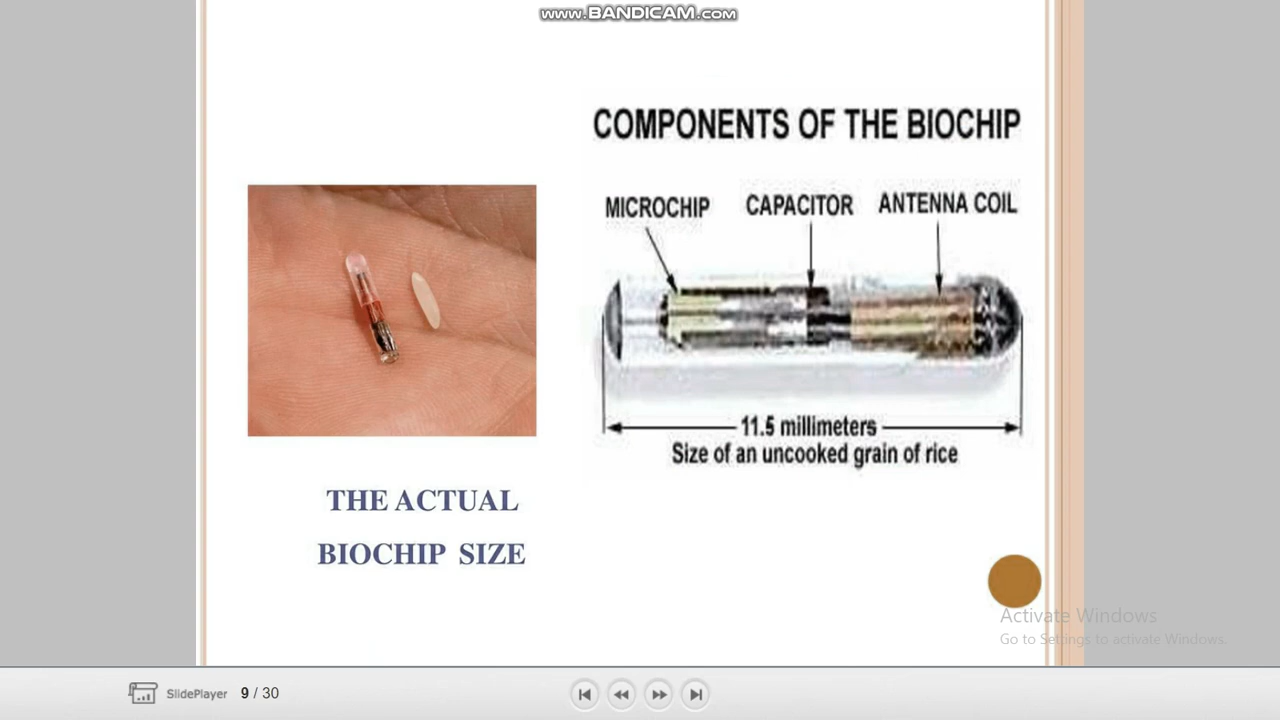 www.BANDICAM.com
COMPONENTS OF THE BIOCHIP
MICROCHIP CAPACITOR ANTENNA COIL
11.5 millimeters
Size of an uncooked grain of rice
THE ACTUAL
BIOCHIP SIZE
Activate Windows
Go to Settings to activate Windows.
SlidePlayer 9 / 30